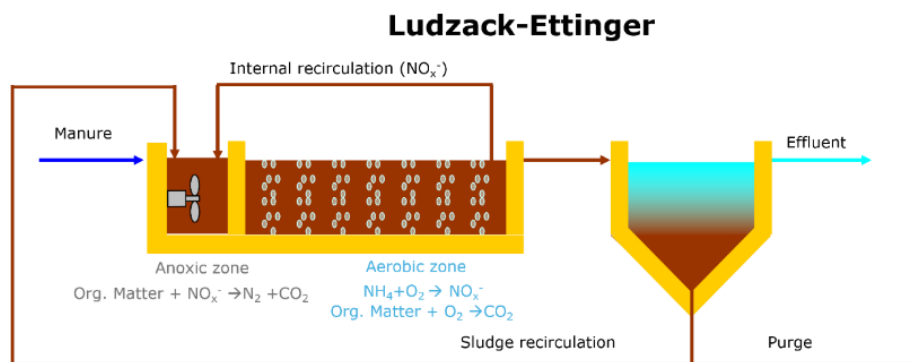 Ludzack-Ettinger
Internal recirculation (NOₓ⁻)
Manure
Effluent
Anoxic zone
Org. Matter + NOₓ⁻ →N₂ +CO₂
Aerobic zone
NH₄+O₂ → NOₓ⁻
Org. Matter + O₂ →CO₂
Sludge recirculation
Purge